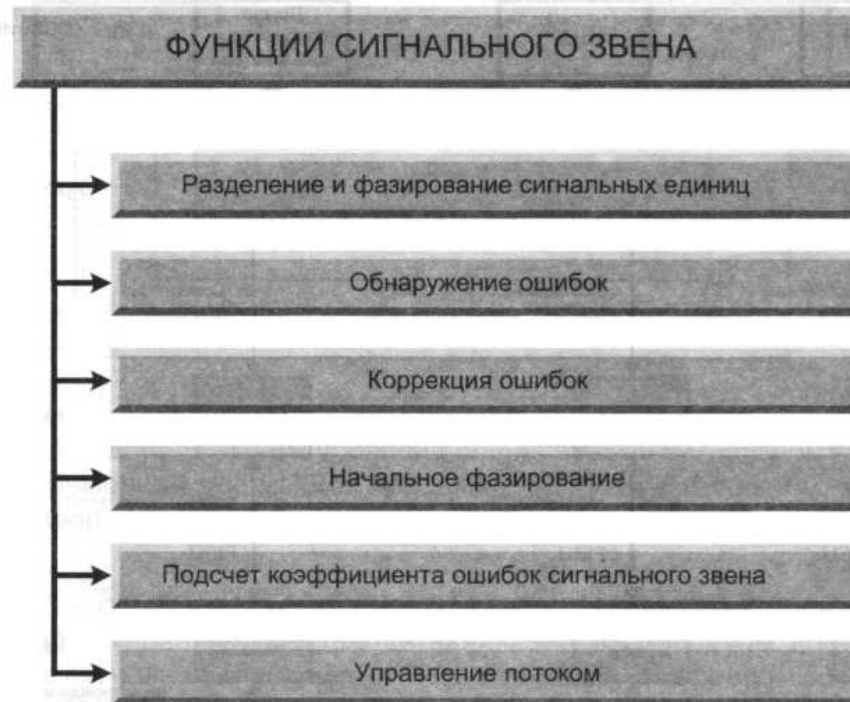 ФУНКЦИИ СИГНАЛЬНОГО ЗВЕНА
Разделение и фазирование сигнальных единиц
Обнаружение ошибок
Коррекция ошибок
Начальное фазирование
Подсчет коэффициента ошибок сигнального звена
Управление потоком